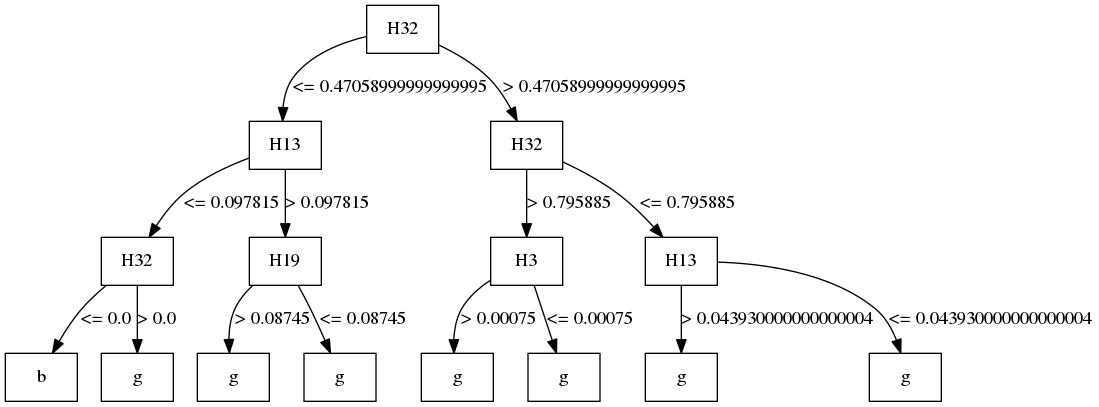 H32
<= 0.47058999999999995 > 0.47058999999999995
H13 H32
<= 0.097815 > 0.097815 > 0.795885 <= 0.795885
H32 H19 H3 H13
<= 0.0 > 0.0 > 0.08745 <= 0.08745 > 0.00075 <= 0.00075 > 0.043930000000000004 <= 0.043930000000000004
b g g g g g g g